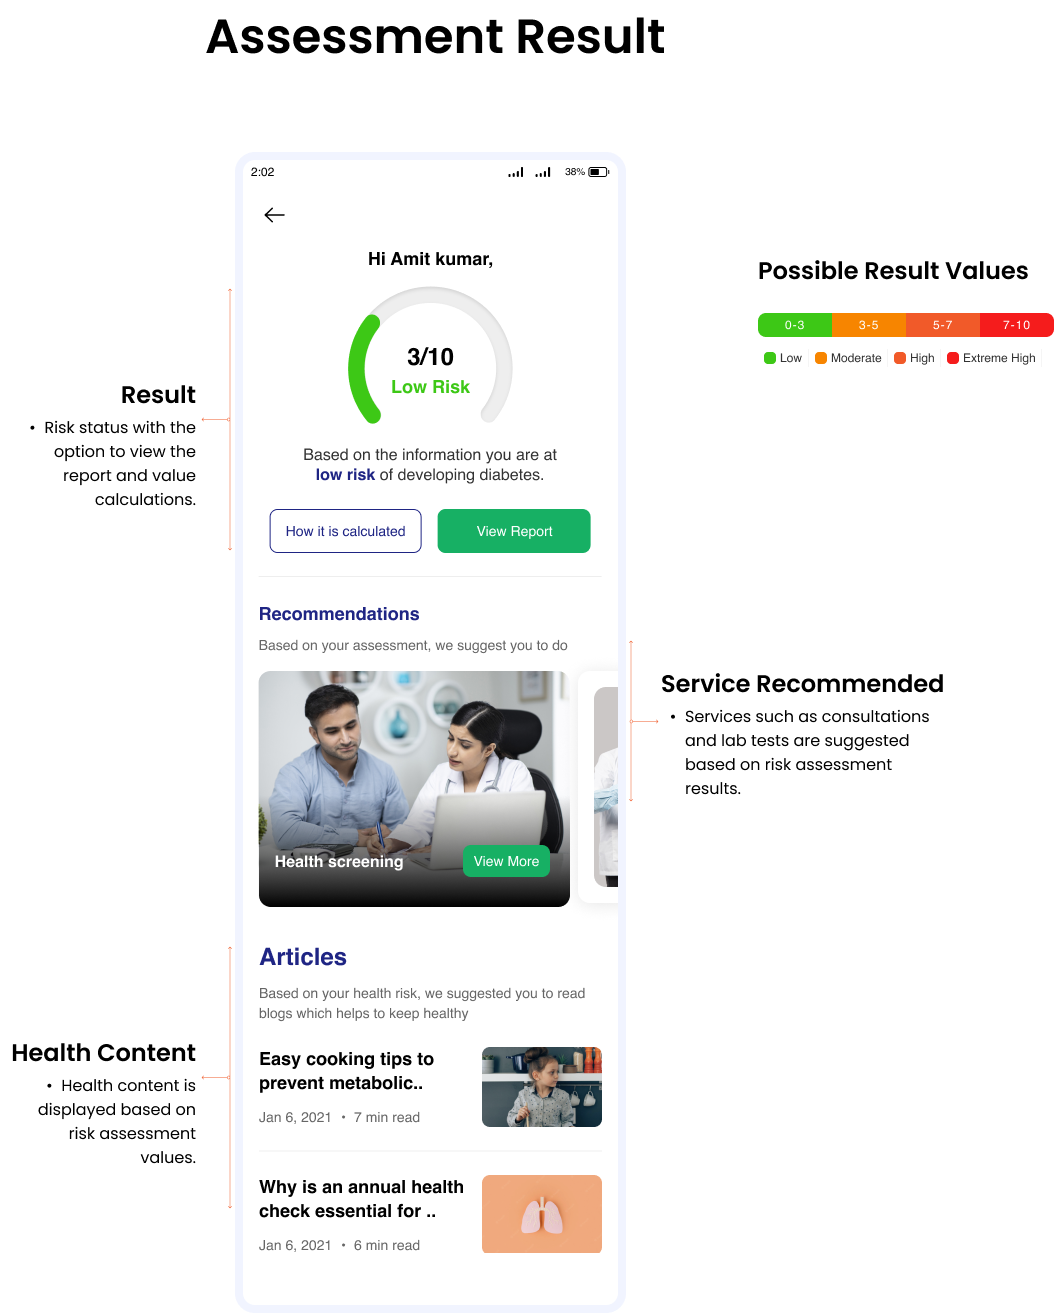 Assessment Result
2:02
38%
Hi Amit kumar,
3/10
Low Risk
Based on the information you are at
low risk of developing diabetes.
How it is calculated
View Report
Possible Result Values
0-3
3-5
5-7
7-10
Low
Moderate
High
Extreme High
Result
• Risk status with the
option to view the
report and value
calculations.
Recommendations
Based on your assessment, we suggest you to do
Health screening
View More
Service Recommended
• Services such as consultations
and lab tests are suggested
based on risk assessment
results.
Articles
Based on your health risk, we suggested you to read
blogs which helps to keep healthy
Easy cooking tips to
prevent metabolic..
Jan 6, 2021 • 7 min read
Why is an annual health
check essential for ..
Jan 6, 2021 • 6 min read
Health Content
• Health content is
displayed based on
risk assessment
values.